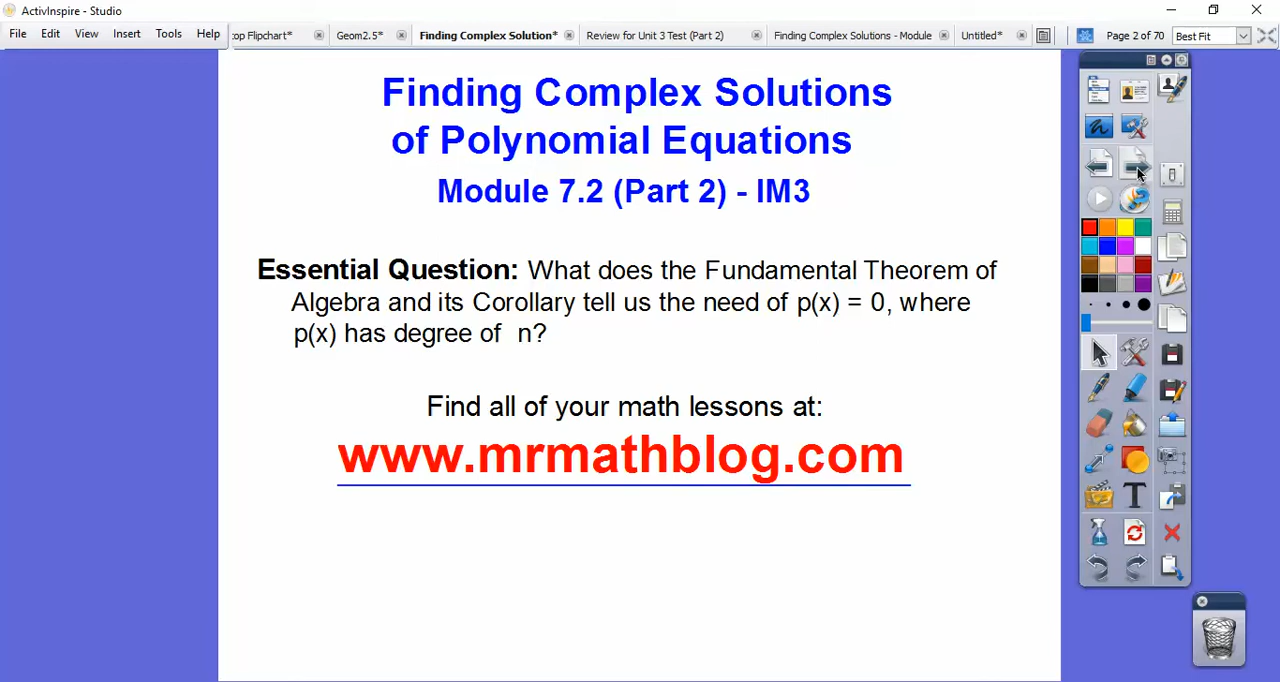 ActivInspire - Studio
File Edit View Insert Tools Help
op Flipchart* Geom2.5* Finding Complex Solution* Review for Unit 3 Test (Part 2) Finding Complex Solutions - Module Untitled* Page 2 of 70 Best Fit
Finding Complex Solutions
of Polynomial Equations
Module 7.2 (Part 2) - IM3
Essential Question: What does the Fundamental Theorem of
Algebra and its Corollary tell us the need of p(x) = 0, where
p(x) has degree of n?
Find all of your math lessons at:
www.mrmathblog.com